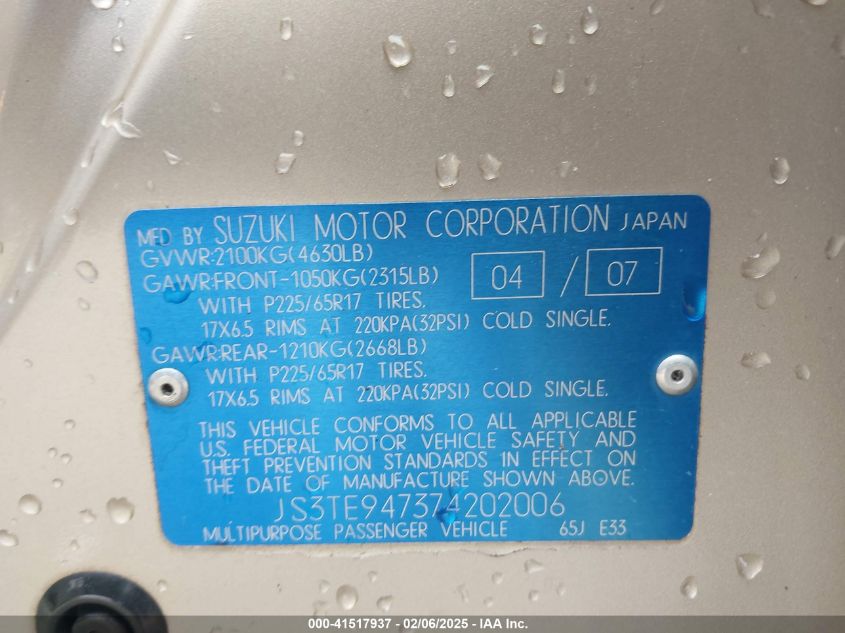 MFD BY SUZUKI MOTOR CORPORATION JAPAN
GVWR:2100KG(4630LB)
GAWR:FRONT-1050KG(2315LB) 04 / 07
WITH P225/65R17 TIRES.
17X6.5 RIMS AT 220KPA(32PSI) COLD SINGLE.
GAWR:REAR-1210KG(2668LB)
WITH P225/65R17 TIRES.
17X6.5 RIMS AT 220KPA(32PSI) COLD SINGLE.
THIS VEHICLE CONFORMS TO ALL APPLICABLE
U.S. FEDERAL MOTOR VEHICLE SAFETY AND
THEFT PREVENTION STANDARDS IN EFFECT ON
THE DATE OF MANUFACTURE SHOWN ABOVE.
JS3TE947374202006
MULTIPURPOSE PASSENGER VEHICLE 65J E33
000-41517937 - 02/06/2025 - IAA Inc.